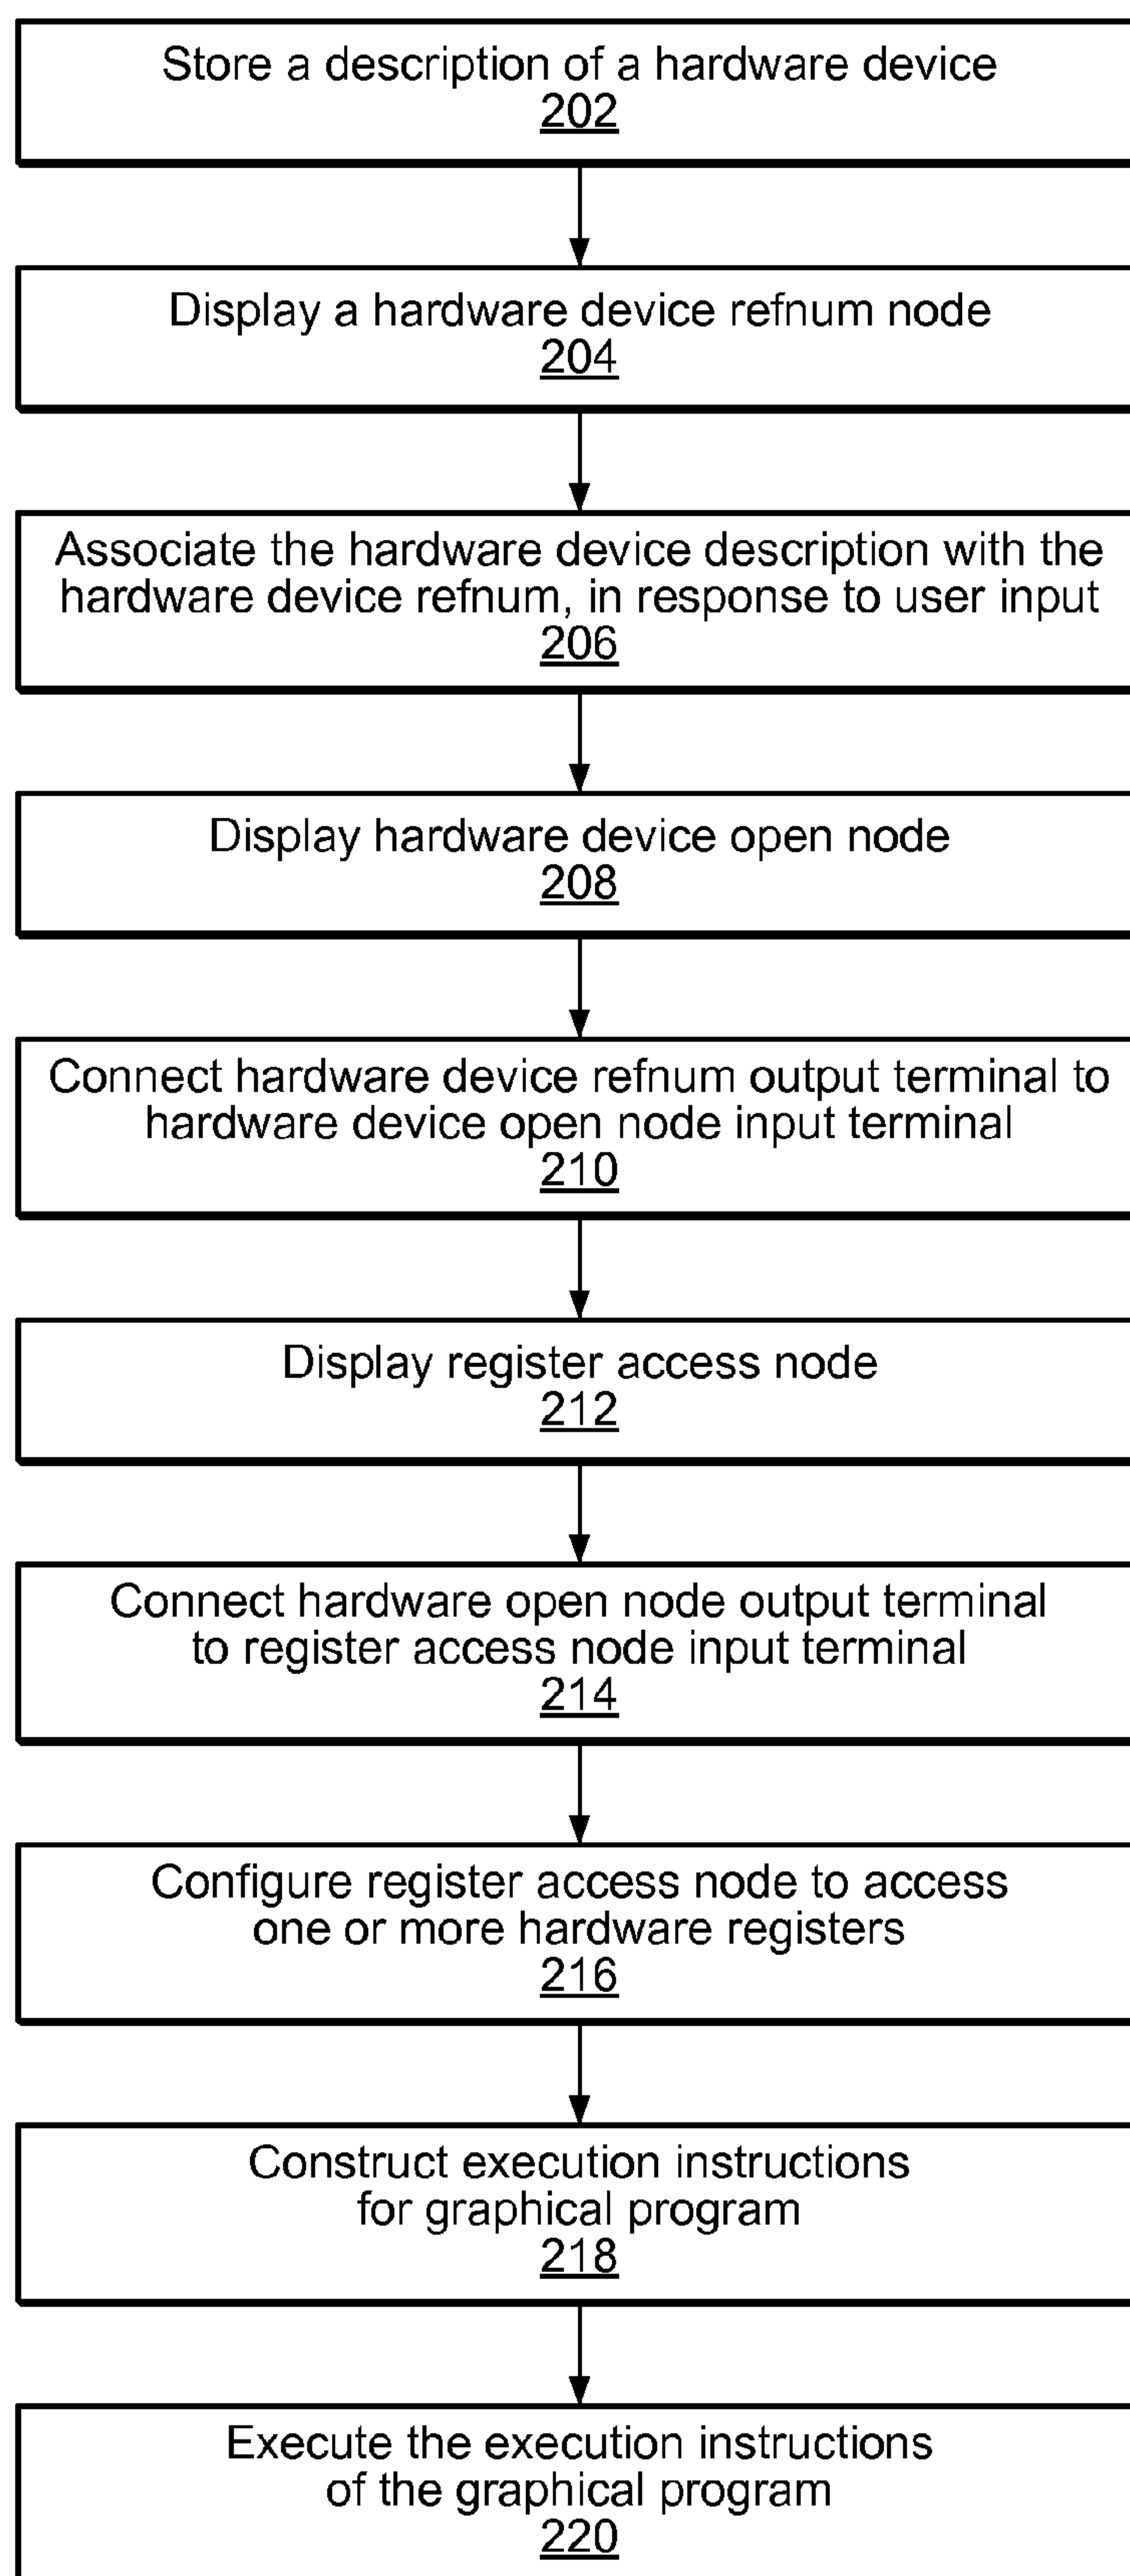 Store a description of a hardware device
202
Display a hardware device refnum node
204
Associate the hardware device description with the
hardware device refnum, in response to user input
206
Display hardware device open node
208
Connect hardware device refnum output terminal to
hardware device open node input terminal
210
Display register access node
212
Connect hardware open node output terminal
to register access node input terminal
214
Configure register access node to access
one or more hardware registers
216
Construct execution instructions
for graphical program
218
Execute the execution instructions
of the graphical program
220